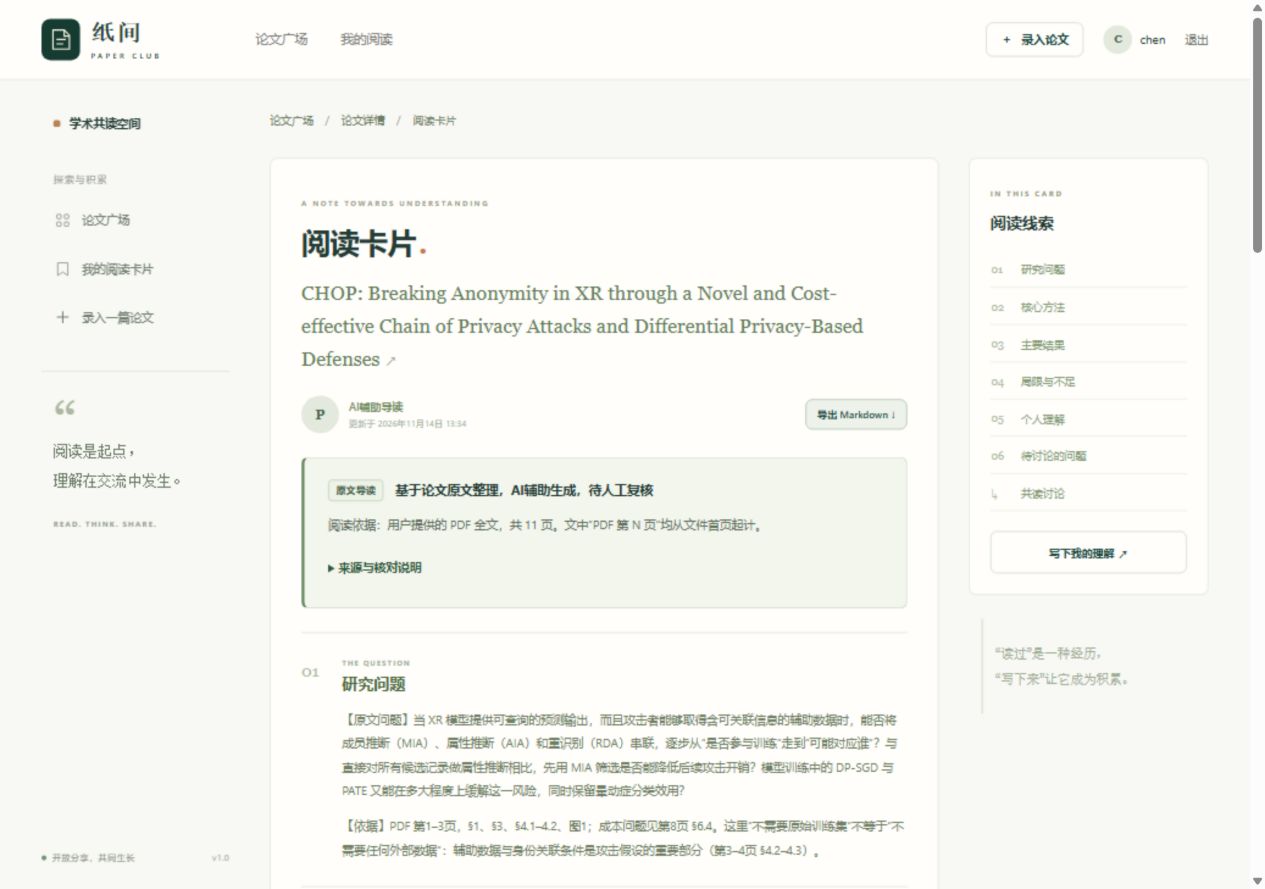 纸间
PAPER CLUB
论文广场
我的阅读
+ 录入论文
C
chen
退出
学术共读空间
探索与积累
论文广场
我的阅读卡片
录入一篇论文
“
阅读是起点，
理解在交流中发生。
READ. THINK. SHARE.
开放分享，共同生长
v1.0
论文广场 / 论文详情 / 阅读卡片
A NOTE TOWARDS UNDERSTANDING
阅读卡片.
CHOP: Breaking Anonymity in XR through a Novel and Cost-
effective Chain of Privacy Attacks and Differential Privacy-Based
Defenses ↗
P
AI辅助导读
更新于 2026年11月14日 13:34
导出 Markdown ↓
原文导读 基于论文原文整理，AI辅助生成，待人工复核
阅读依据：用户提供的 PDF 全文，共 11 页。文中“PDF 第 N 页”均从文件首页起计。
▶ 来源与核对说明
01
THE QUESTION
研究问题
【原文问题】当 XR 模型提供可查询的预测输出，而且攻击者能够取得含可关联信息的辅助数据时，能否将
成员推断（MIA）、属性推断（AIA）和重识别（RDA）串联，逐步从“是否参与训练”走到“可能对应谁”？与
直接对所有候选记录做属性推断相比，先用 MIA 筛选是否能降低后续攻击开销？模型训练中的 DP-SGD 与
PATE 又能在多大程度上缓解这一风险，同时保留晕动症分类效用？
【依据】PDF 第1–3页，§1、§3、§4.1–4.2、图1；成本问题见第8页 §6.4。这里“不需要原始训练集”不等于“不
需要任何外部数据”：辅助数据与身份关联条件是攻击假设的重要部分（第3–4页 §4.2–4.3）。
IN THIS CARD
阅读线索
01 研究问题
02 核心方法
03 主要结果
04 局限与不足
05 个人理解
06 待讨论的问题
↳ 共读讨论
写下我的理解 ↗
“读过”是一种经历，
“写下来”让它成为积累。